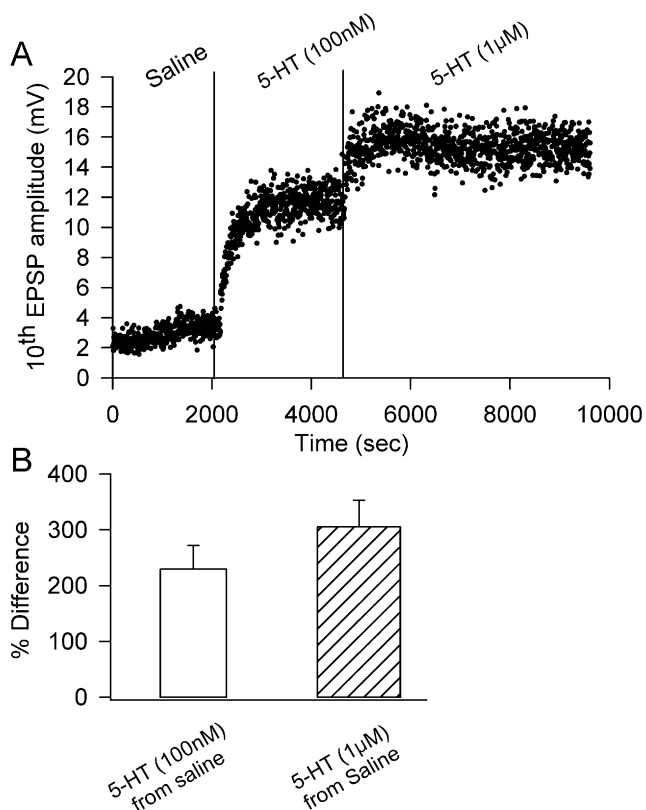 A
Saline
5-HT (100nM)
5-HT (1µM)
10th EPSP amplitude (mV)
20
18
16
14
12
10
8
6
4
2
0
0 2000 4000 6000 8000 10000
Time (sec)
B
% Difference
400
300
200
100
0
5-HT (100nM)
from saline
5-HT (1µM)
from Saline